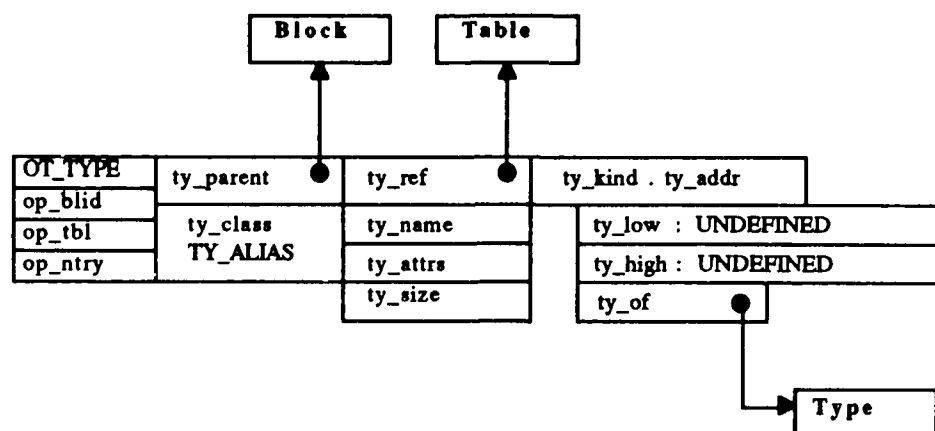 Block
Table
OT_TYPE
op_blid
op_tbl
op_ntry
ty_parent
ty_class
TY_ALIAS
ty_ref
ty_name
ty_attrs
ty_size
ty_kind . ty_addr
ty_low : UNDEFINED
ty_high : UNDEFINED
ty_of
Type